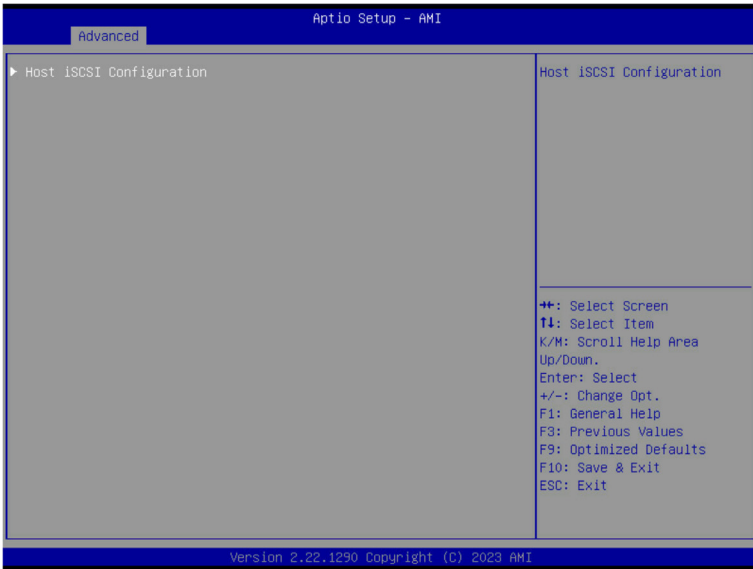 Aptio Setup – AMI
Advanced
▶ Host iSCSI Configuration
Host iSCSI Configuration
→←: Select Screen
↑↓: Select Item
K/M: Scroll Help Area
Up/Down.
Enter: Select
+/-: Change Opt.
F1: General Help
F3: Previous Values
F9: Optimized Defaults
F10: Save & Exit
ESC: Exit
Version 2.22.1290 Copyright (C) 2023 AMI